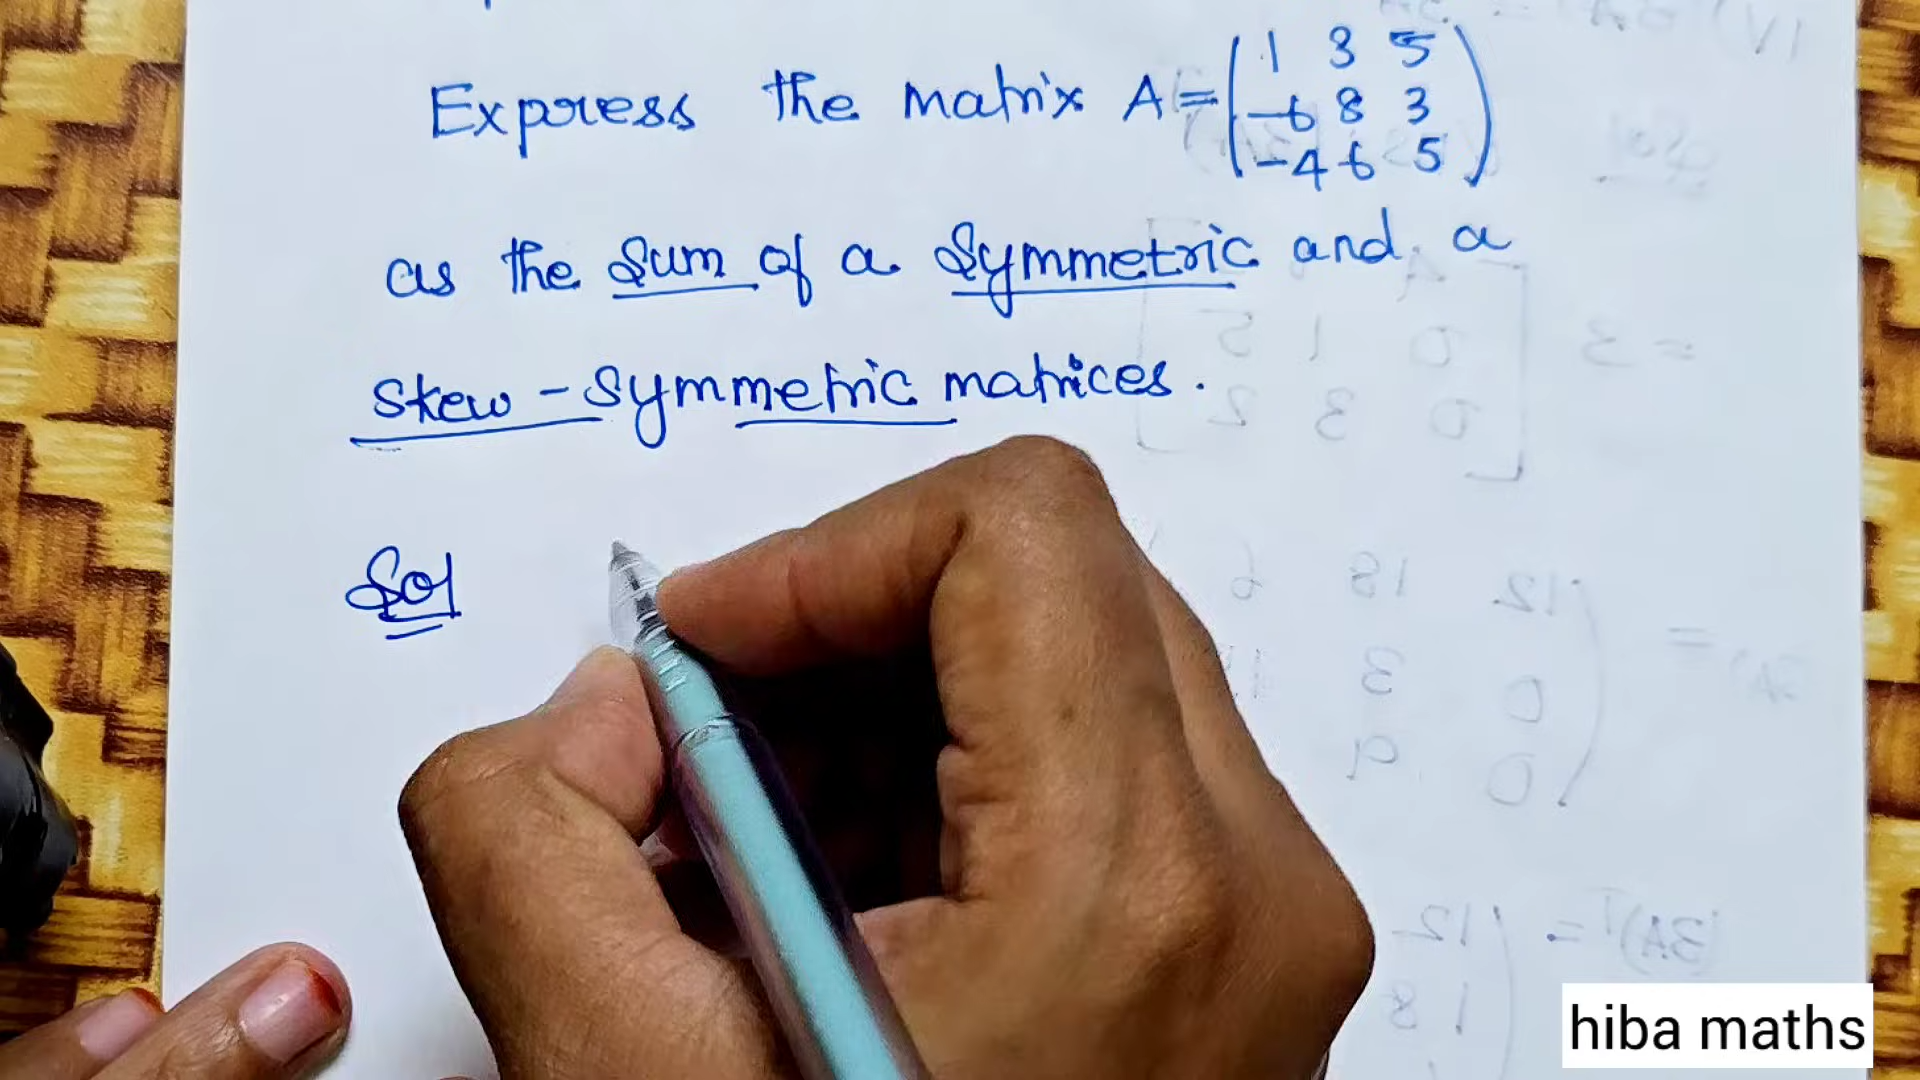 Express the matrix A = ( 1 3 5
-6 8 3
-4 6 5 )
as the sum of a symmetric and a
skew - symmetric matrices .
Sol
hiba maths